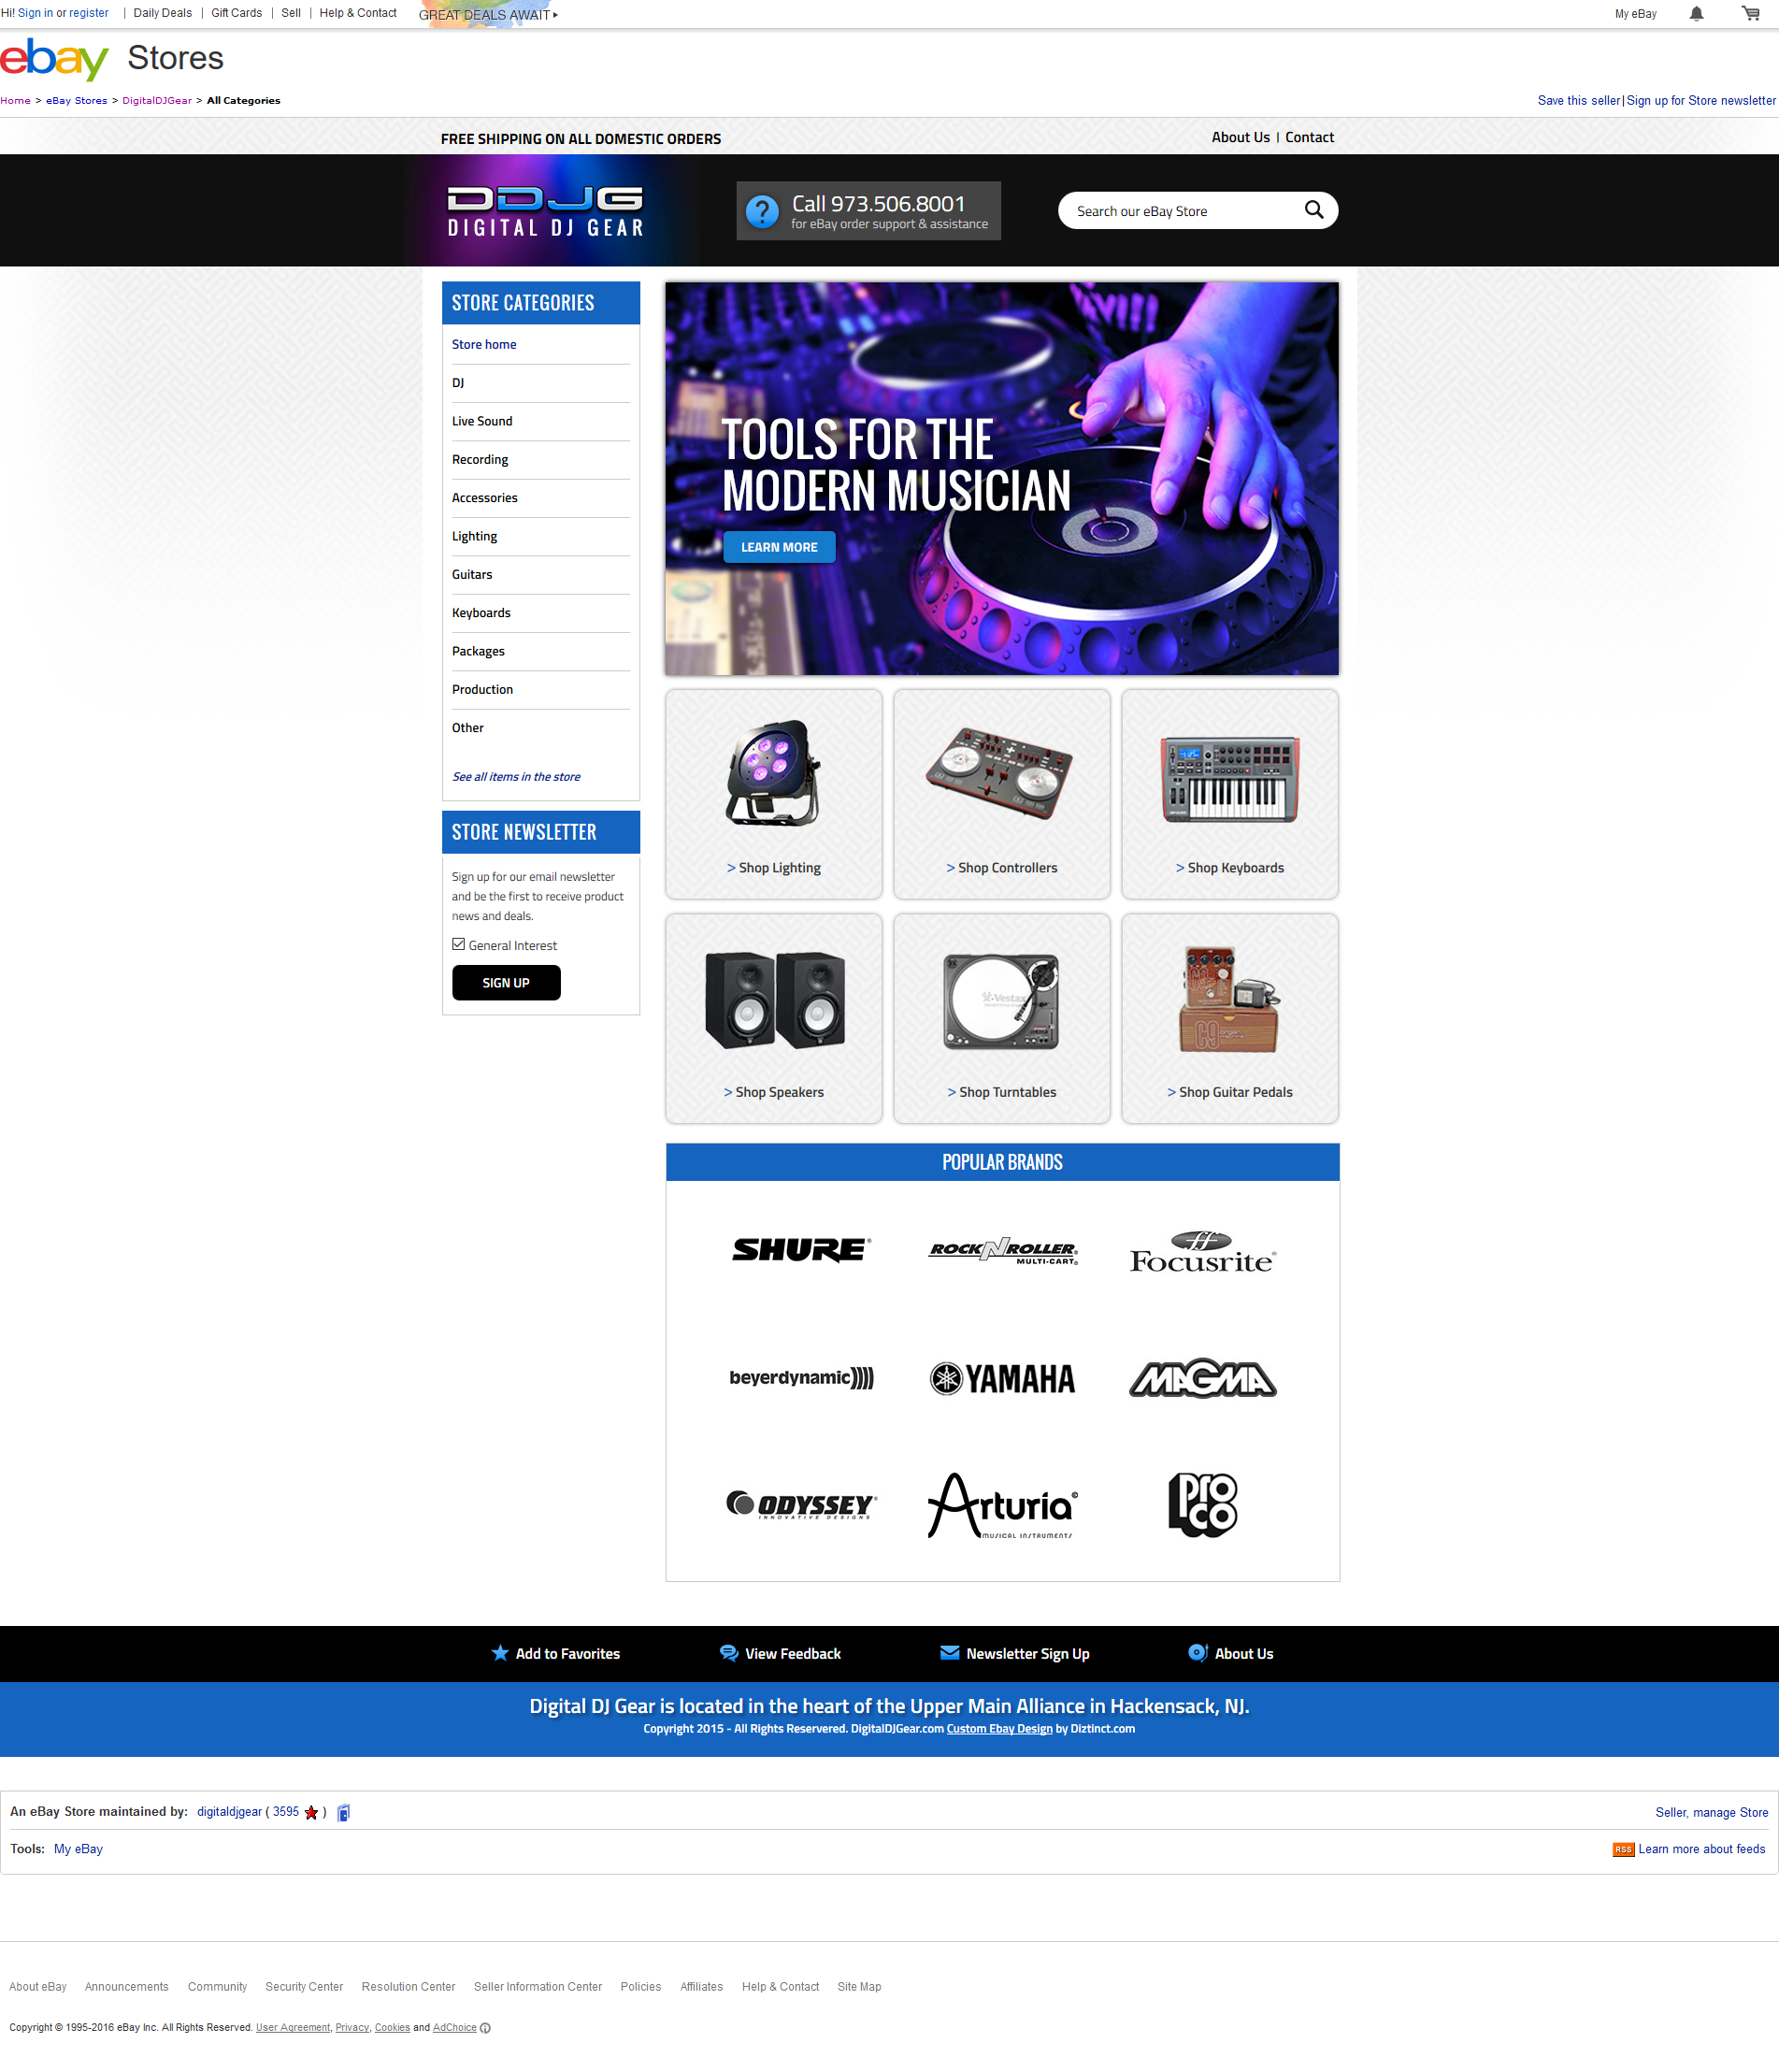 Hi! Sign in or register | Daily Deals | Gift Cards | Sell | Help & Contact GREAT DEALS AWAIT My eBay
ebay Stores
Home > eBay Stores > DigitalDJGear > All Categories Save this seller | Sign up for Store newsletter
FREE SHIPPING ON ALL DOMESTIC ORDERS About Us | Contact
DDJG
DIGITAL DJ GEAR
? Call 973.506.8001
for eBay order support & assistance
Search our eBay Store
STORE CATEGORIES
Store home
DJ
Live Sound
Recording
Accessories
Lighting
Guitars
Keyboards
Packages
Production
Other
See all items in the store
STORE NEWSLETTER
Sign up for our email newsletter
and be the first to receive product
news and deals.
General Interest
SIGN UP
TOOLS FOR THE
MODERN MUSICIAN
LEARN MORE
> Shop Lighting
> Shop Controllers
> Shop Keyboards
Vestax
C9
C9 organ machine
> Shop Speakers
> Shop Turntables
> Shop Guitar Pedals
POPULAR BRANDS
SHURE®
ROCK N ROLLER®
MULTI-CART®
ff
Focusrite®
beyerdynamic))))
YAMAHA
MAGMA
ODYSSEY®
INNOVATIVE DESIGNS
Arturia©
MUSICAL INSTRUMENTS
PRO
CO
Add to Favorites View Feedback Newsletter Sign Up About Us
Digital DJ Gear is located in the heart of the Upper Main Alliance in Hackensack, NJ.
Copyright 2015 - All Rights Reservered. DigitalDJGear.com Custom Ebay Design by Diztinct.com
An eBay Store maintained by: digitaldjgear ( 3595 ) Seller, manage Store
Tools: My eBay RSS Learn more about feeds
About eBay Announcements Community Security Center Resolution Center Seller Information Center Policies Affiliates Help & Contact Site Map
Copyright © 1995-2016 eBay Inc. All Rights Reserved. User Agreement, Privacy, Cookies and AdChoice